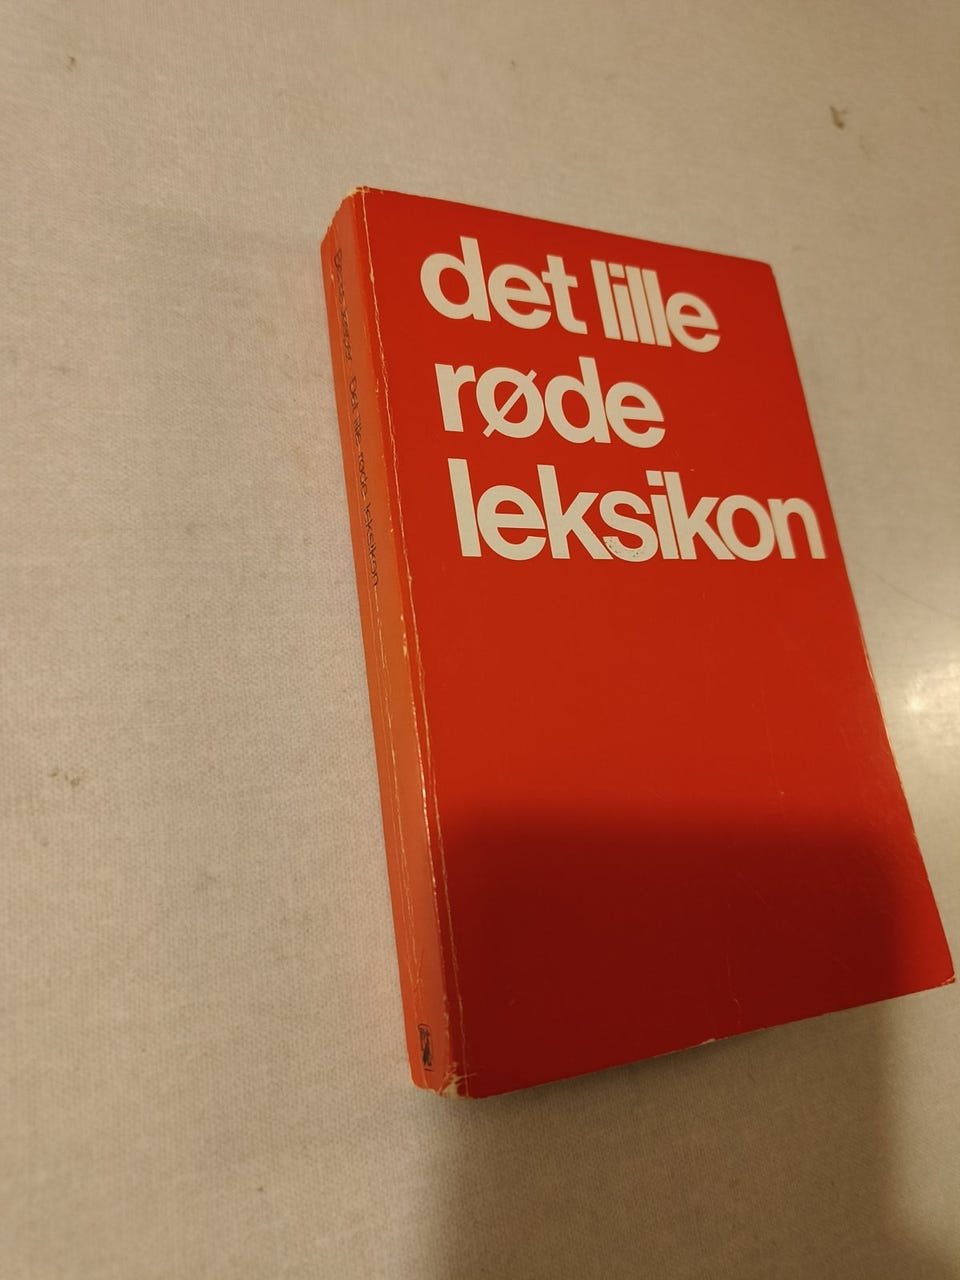 det lille
røde
leksikon
Det lille røde leksikon